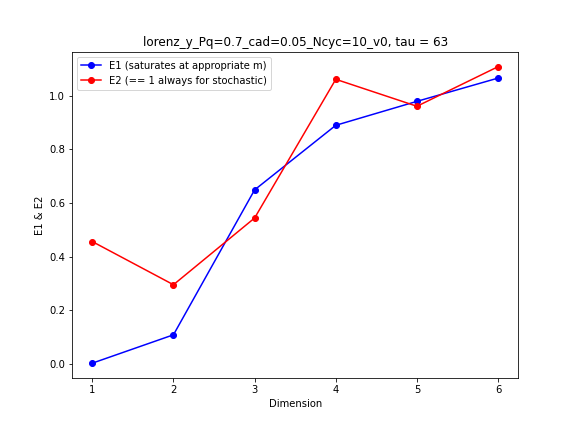 lorenz_y_Pq=0.7_cad=0.05_Ncyc=10_v0, tau = 63
E1 (saturates at appropriate m)
E2 (== 1 always for stochastic)
1.0
0.8
0.6
0.4
0.2
0.0
E1 & E2
1 2 3 4 5 6
Dimension